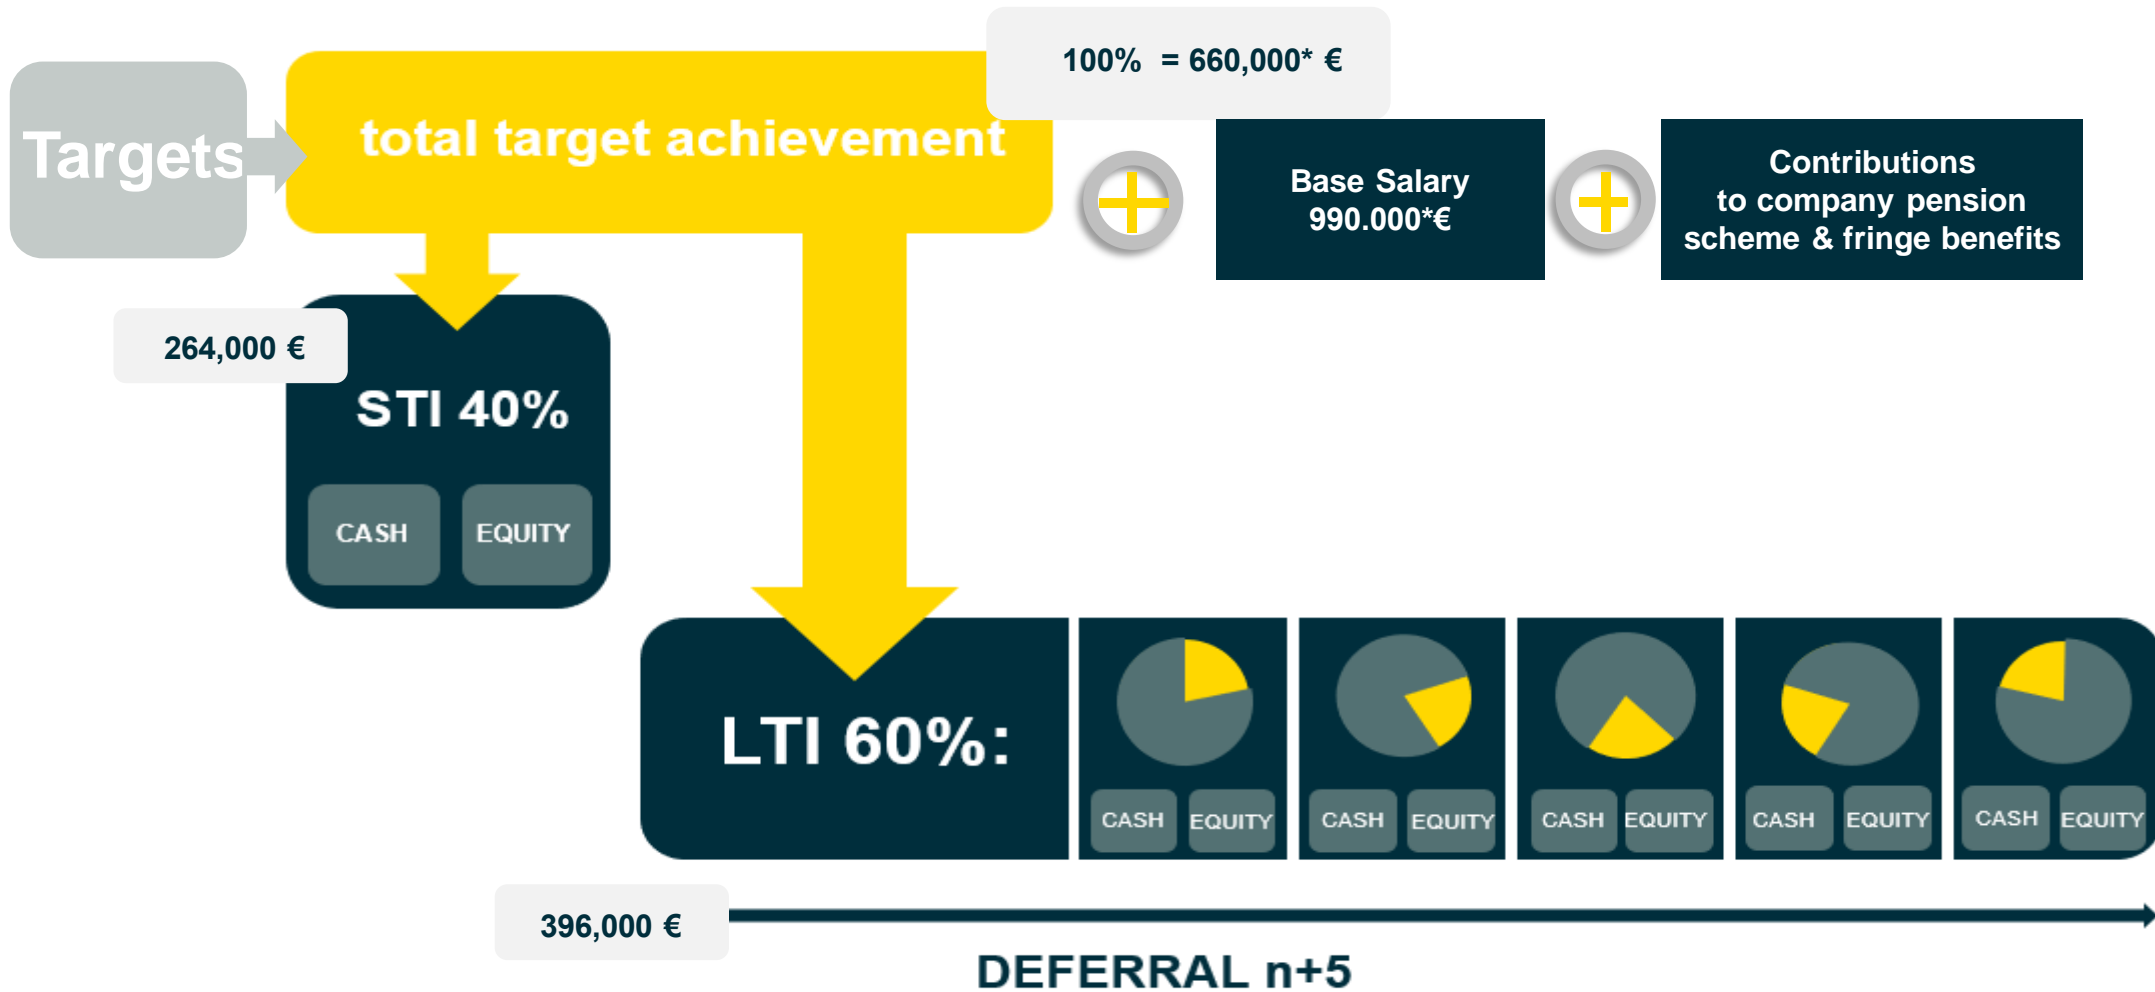 100% = 660,000* €
Targets
total target achievement
Base Salary
990.000*€
Contributions
to company pension
scheme & fringe benefits
264,000 €
STI 40%
CASH
EQUITY
LTI 60%:
CASH
EQUITY
CASH
EQUITY
CASH
EQUITY
CASH
EQUITY
CASH
EQUITY
396,000 €
DEFERRAL n+5